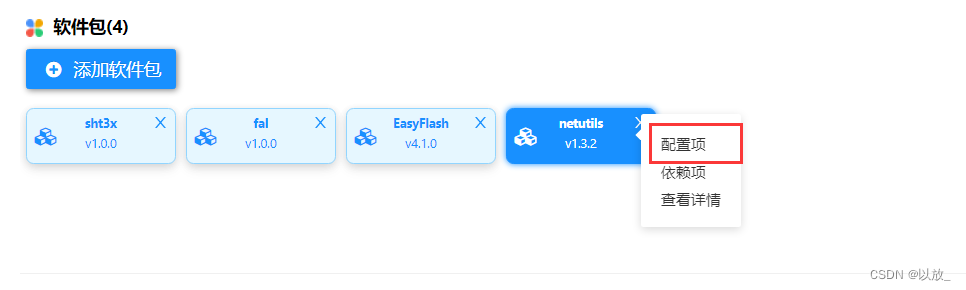 软件包(4)
添加软件包
sht3x X
v1.0.0
fal X
v1.0.0
EasyFlash X
v4.1.0
netutils X
v1.3.2
配置项
依赖项
查看详情
CSDN @以放_